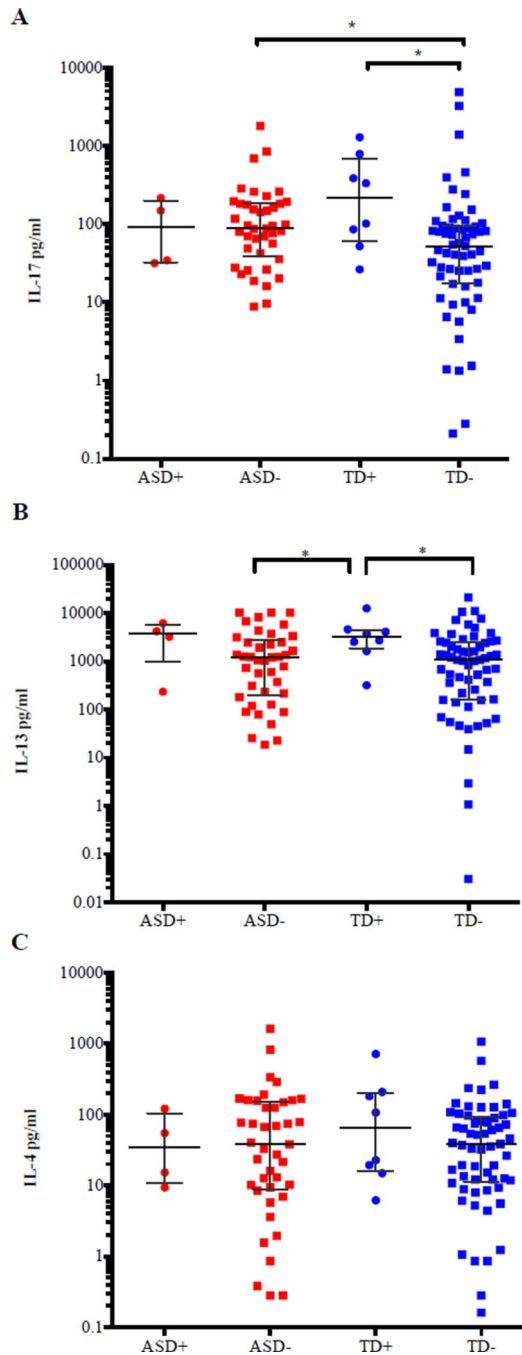 A
*
*
10000
1000
100
10
1
0.1
IL-17 pg/ml
ASD+ ASD- TD+ TD-
B
* *
100000
10000
1000
100
10
1
0.1
0.01
IL-13 pg/ml
ASD+ ASD- TD+ TD-
C
10000
1000
100
10
1
0.1
IL-4 pg/ml
ASD+ ASD- TD+ TD-